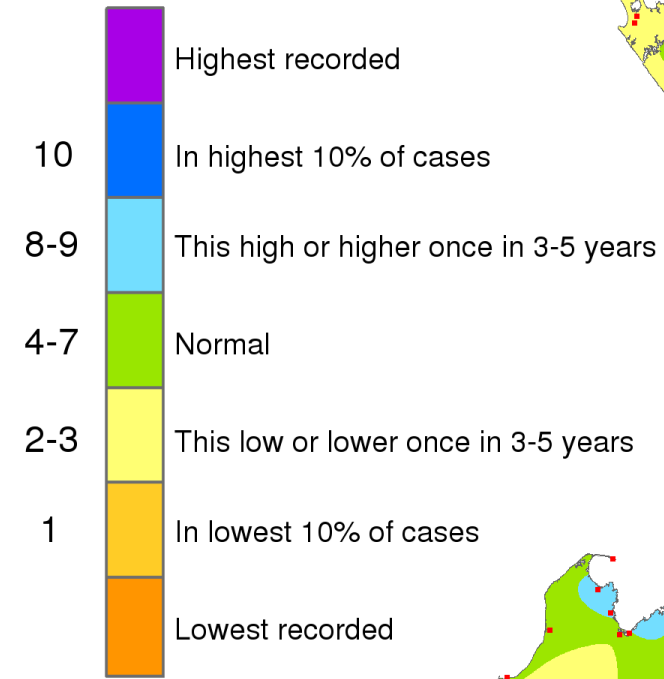 Highest recorded
10 In highest 10% of cases
8-9 This high or higher once in 3-5 years
4-7 Normal
2-3 This low or lower once in 3-5 years
1 In lowest 10% of cases
Lowest recorded